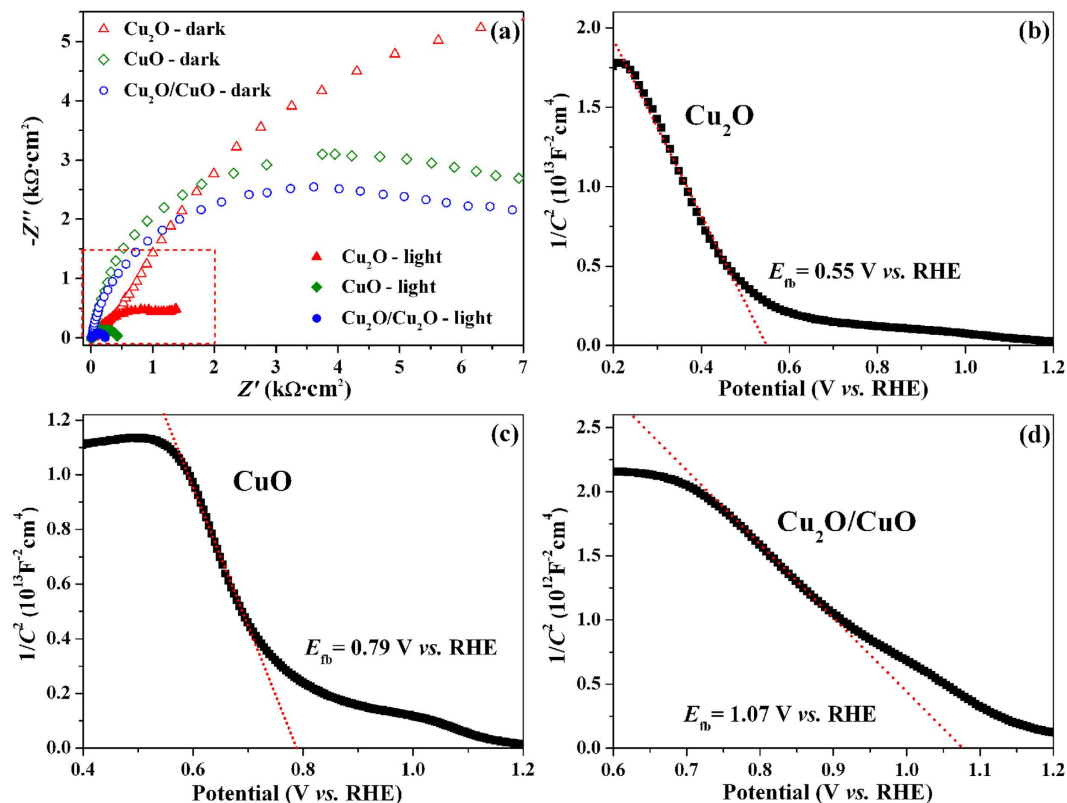 (a)
Cu₂O - dark
CuO - dark
Cu₂O/CuO - dark
Cu₂O - light
CuO - light
Cu₂O/Cu₂O - light
-Z″ (kΩ·cm²)
5
4
3
2
1
0
0 1 2 3 4 5 6 7
Z′ (kΩ·cm²)
(b)
Cu₂O
E_fb = 0.55 V vs. RHE
1/C² (10¹³F⁻²cm⁴)
2.0
1.5
1.0
0.5
0.0
0.2 0.4 0.6 0.8 1.0 1.2
Potential (V vs. RHE)
(c)
CuO
E_fb = 0.79 V vs. RHE
1/C² (10¹³F⁻²cm⁴)
1.2
1.0
0.8
0.6
0.4
0.2
0.0
0.4 0.6 0.8 1.0 1.2
Potential (V vs. RHE)
(d)
Cu₂O/CuO
E_fb = 1.07 V vs. RHE
1/C² (10¹²F⁻²cm⁴)
2.5
2.0
1.5
1.0
0.5
0.0
0.6 0.7 0.8 0.9 1.0 1.1 1.2
Potential (V vs. RHE)